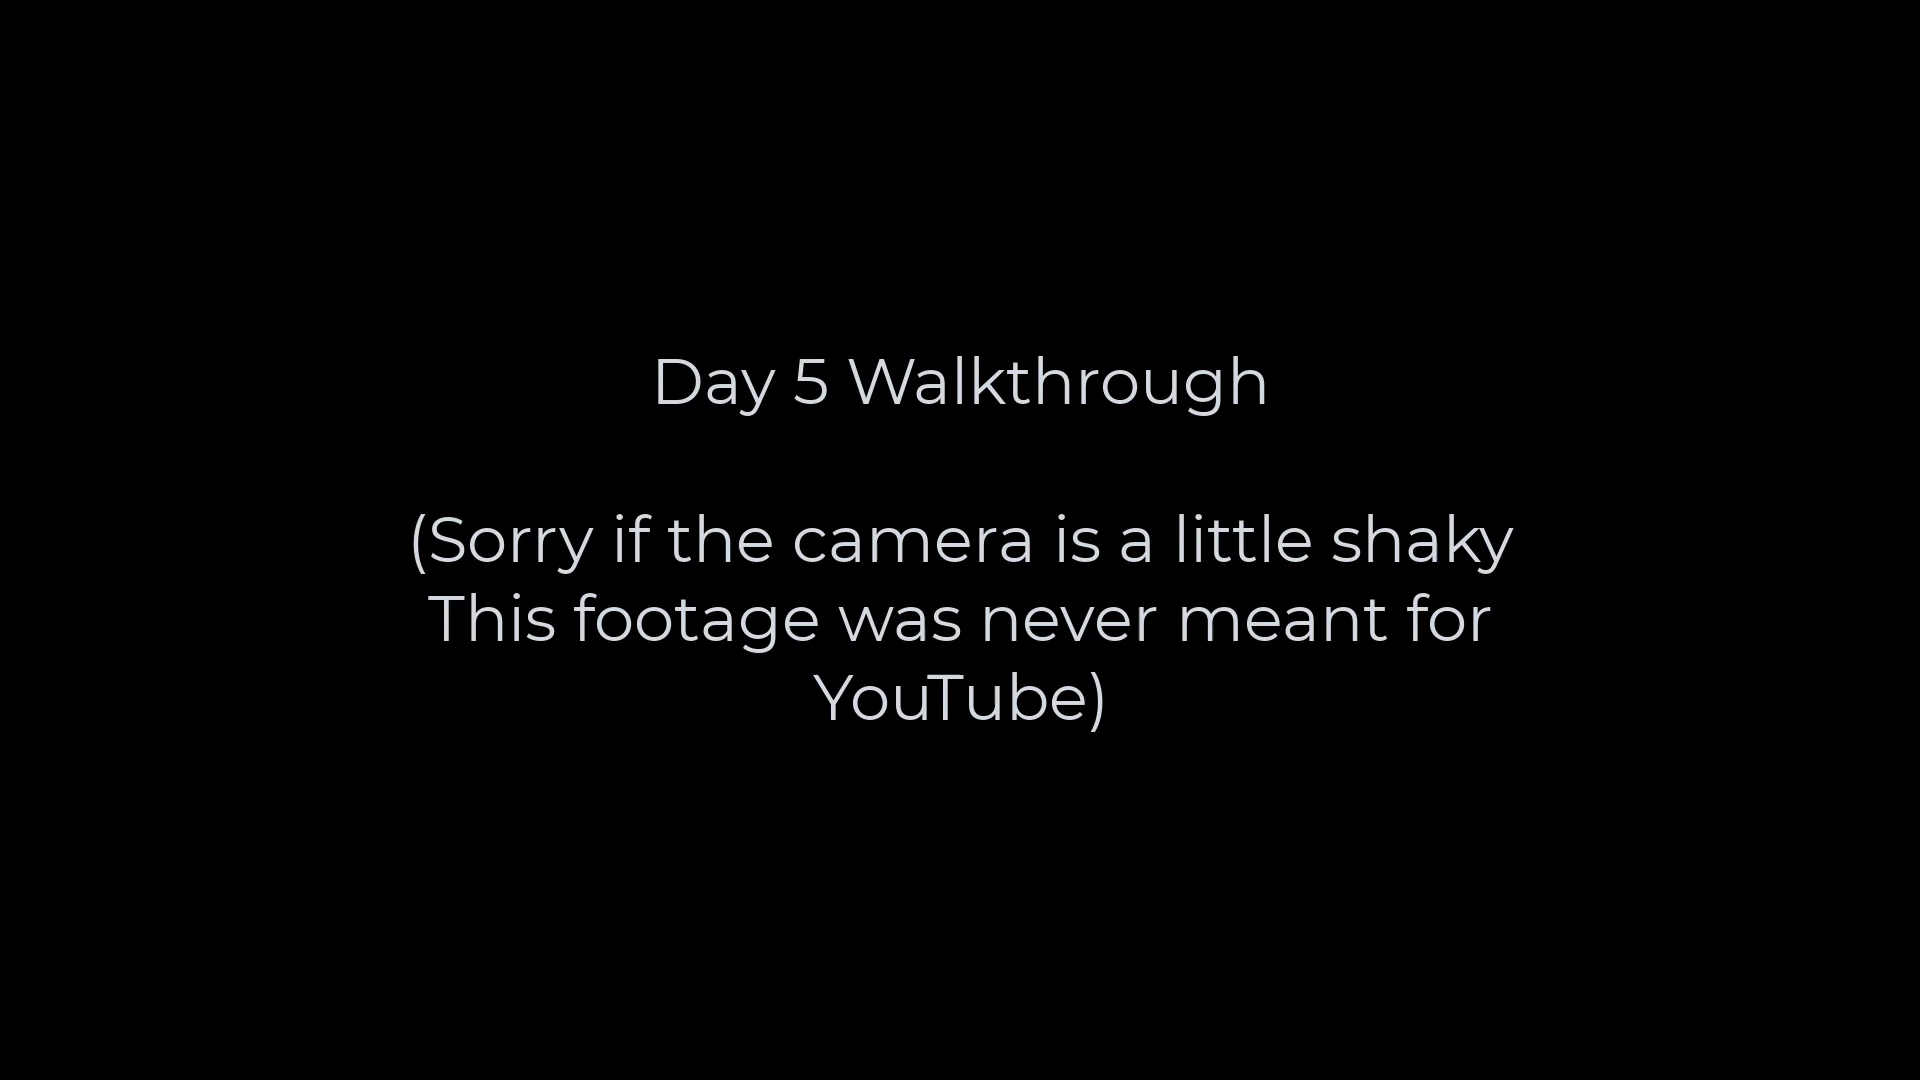 Day 5 Walkthrough
(Sorry if the camera is a little shaky
This footage was never meant for
YouTube)